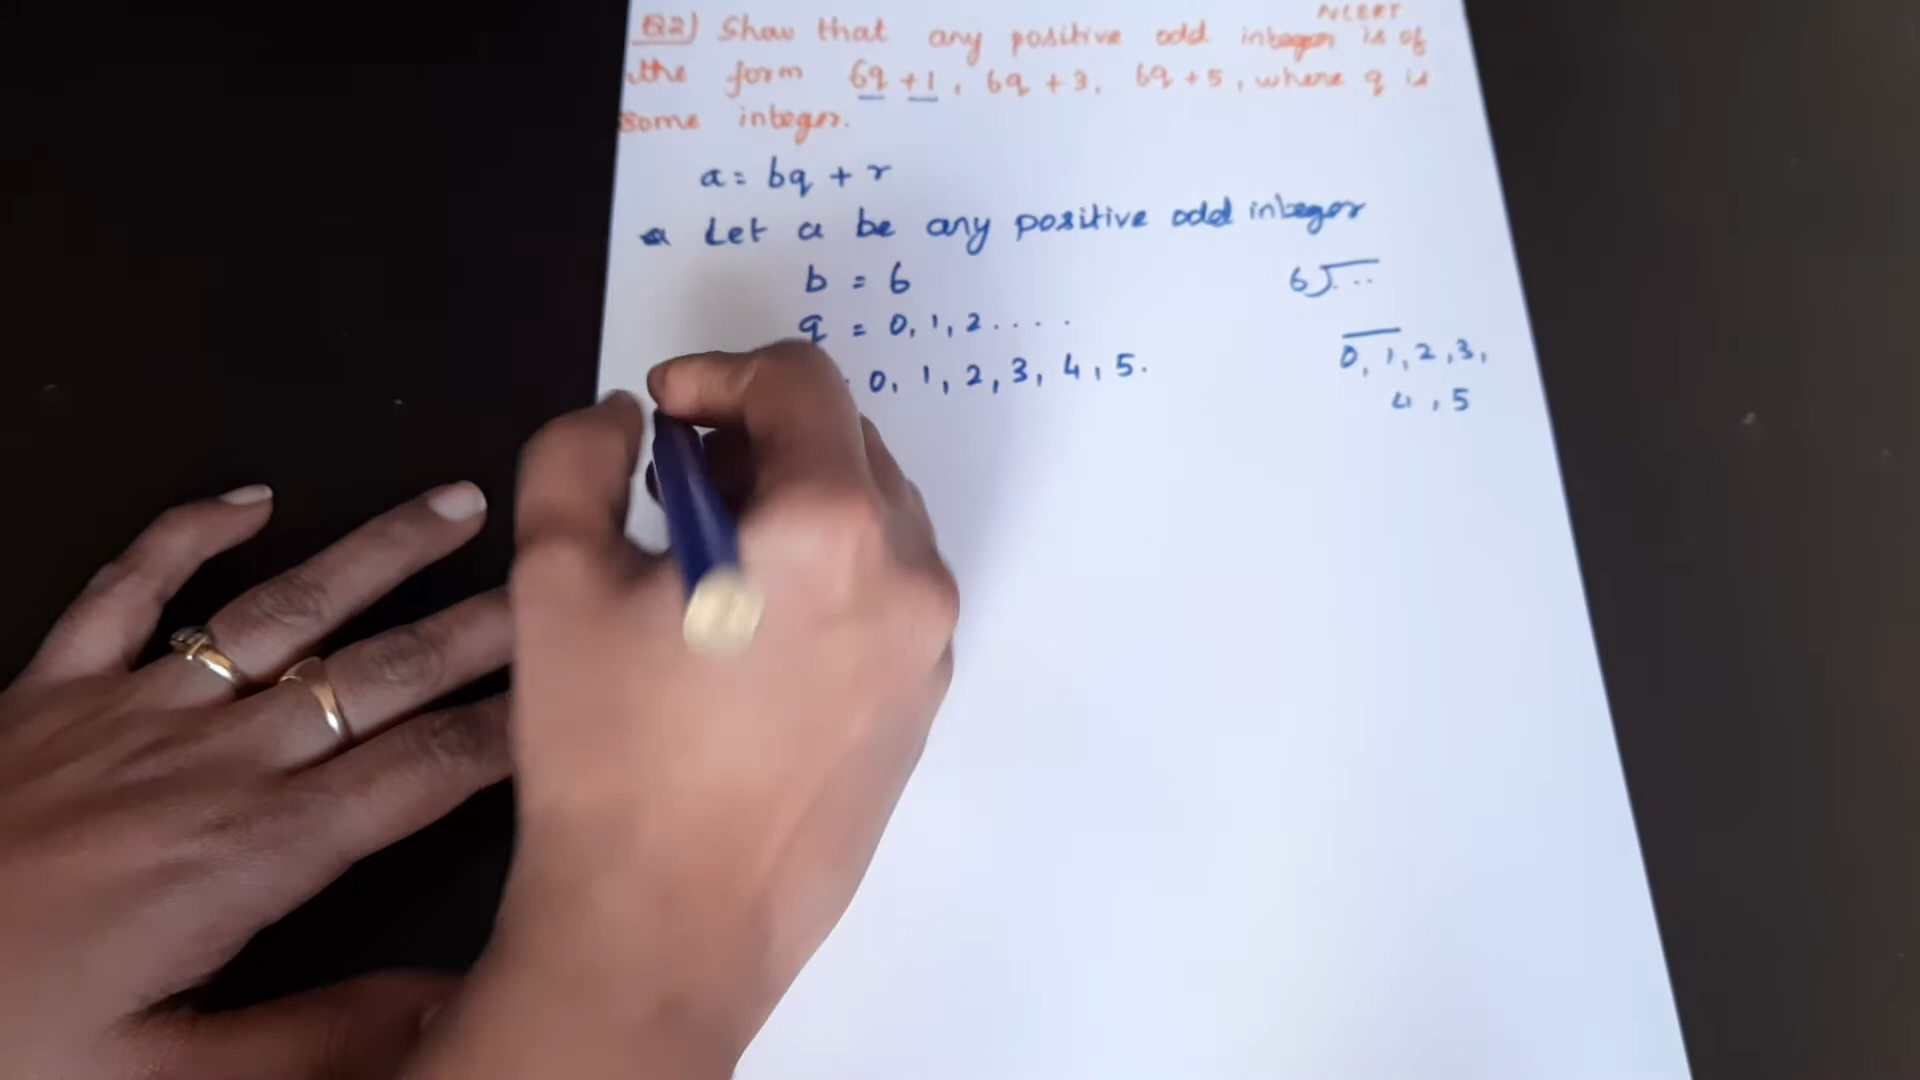 NCERT
Q2) Show that any positive odd integer is of
the form 6q + 1, 6q + 3, 6q + 5, where q is
some integer.
a = bq + r
Let a be any positive odd integer
b = 6
q = 0, 1, 2....
0, 1, 2, 3, 4, 5.
6)...
0, 1, 2, 3,
4, 5